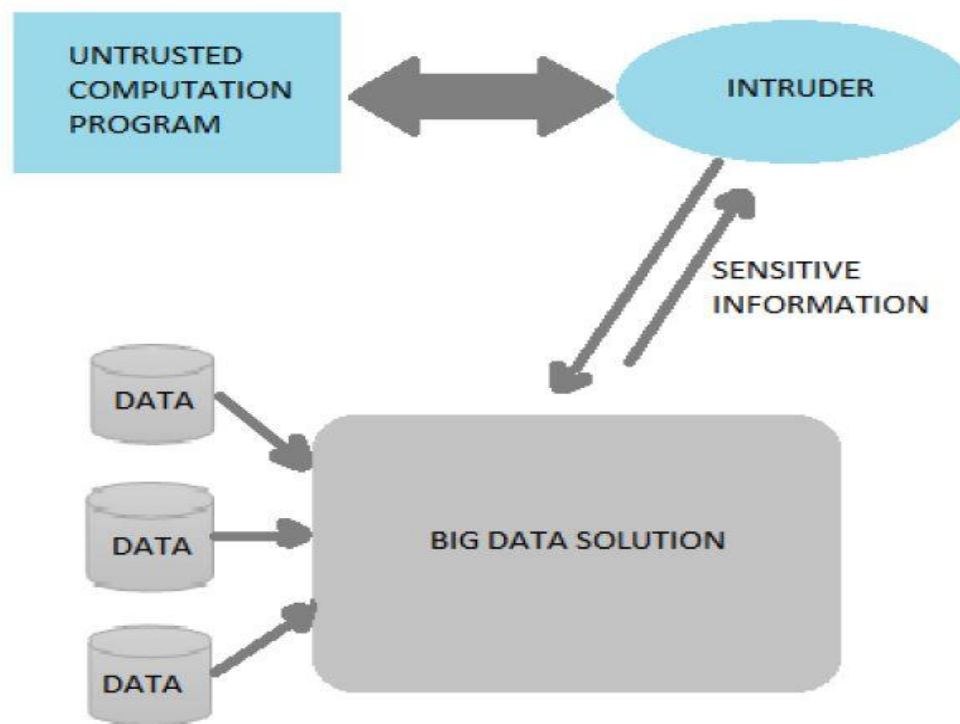 UNTRUSTED
COMPUTATION
PROGRAM
INTRUDER
SENSITIVE
INFORMATION
DATA
DATA
DATA
BIG DATA SOLUTION